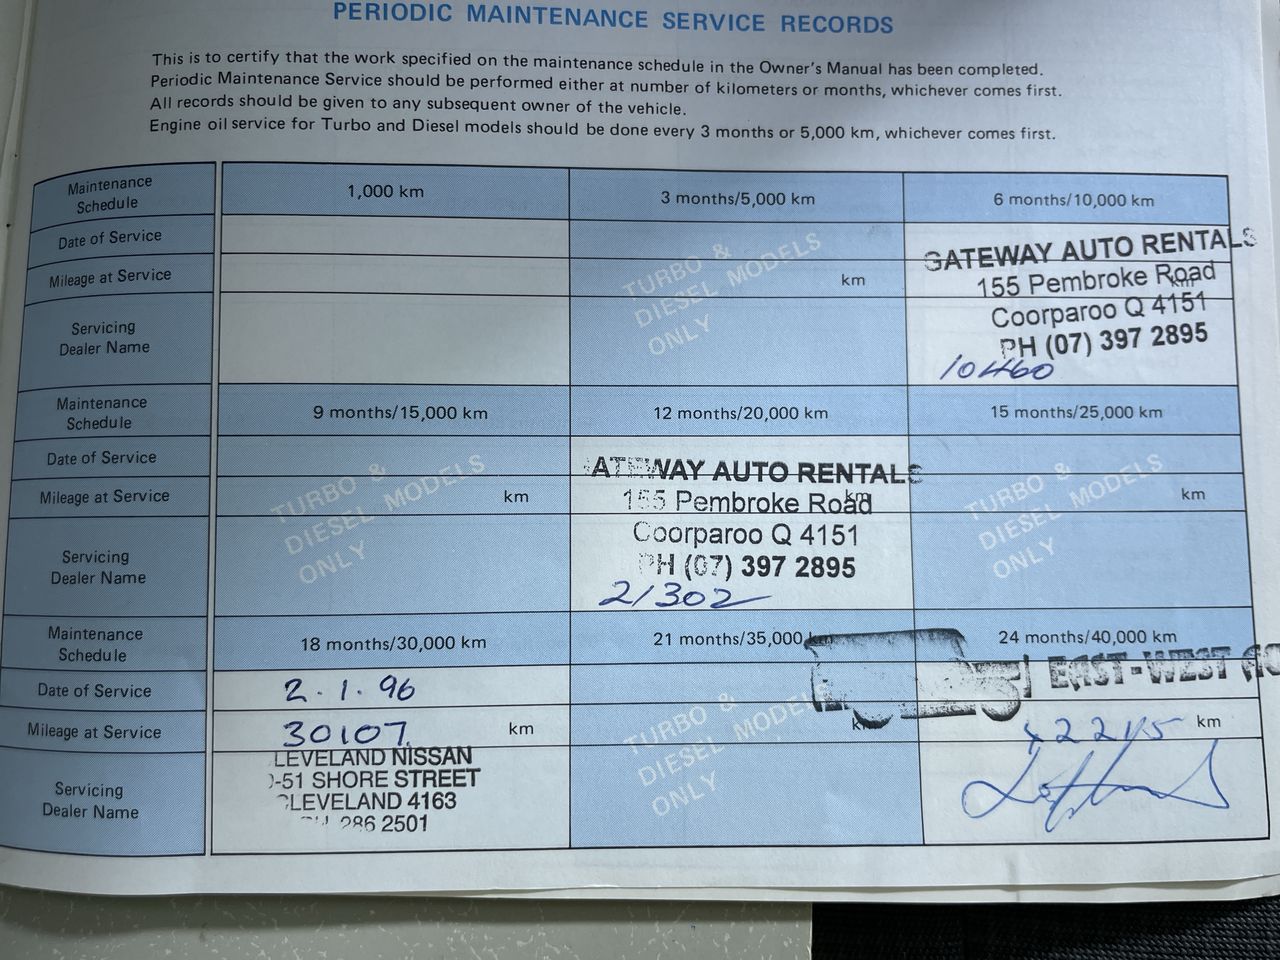 PERIODIC MAINTENANCE SERVICE RECORDS
This is to certify that the work specified on the maintenance schedule in the Owner's Manual has been completed.
Periodic Maintenance Service should be performed either at number of kilometers or months, whichever comes first.
All records should be given to any subsequent owner of the vehicle.
Engine oil service for Turbo and Diesel models should be done every 3 months or 5,000 km, whichever comes first.
Maintenance Schedule 1,000 km 3 months/5,000 km 6 months/10,000 km
Date of Service
Mileage at Service km km
Servicing Dealer Name
TURBO &
DIESEL MODELS
ONLY
GATEWAY AUTO RENTALS
155 Pembroke Road
Coorparoo Q 4151
PH (07) 397 2895
10460
Maintenance Schedule 9 months/15,000 km 12 months/20,000 km 15 months/25,000 km
Date of Service
Mileage at Service km km km
Servicing Dealer Name
TURBO &
DIESEL MODELS
ONLY
GATEWAY AUTO RENTALS
155 Pembroke Road
Coorparoo Q 4151
PH (07) 397 2895
21302
TURBO &
DIESEL MODELS
ONLY
Maintenance Schedule 18 months/30,000 km 21 months/35,000 km 24 months/40,000 km
Date of Service 2.1.96
Mileage at Service 30107 km km km
Servicing Dealer Name
CLEVELAND NISSAN
-51 SHORE STREET
CLEVELAND 4163
PH 286 2501
TURBO &
DIESEL MODELS
ONLY
EAST-WEST